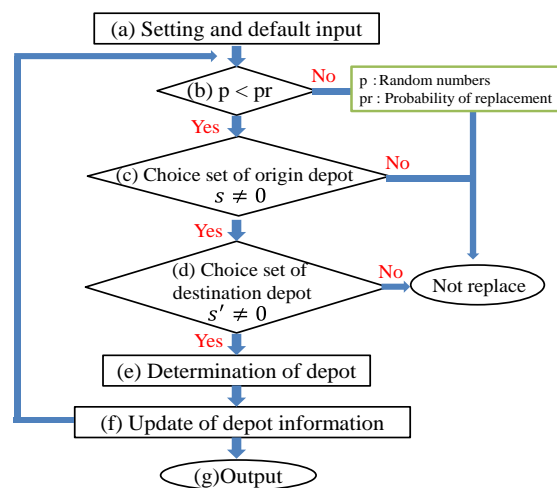 (a) Setting and default input
No
p : Random numbers
pr : Probability of replacement
(b) p < pr
Yes
No
(c) Choice set of origin depot
s ≠ 0
Yes
(d) Choice set of
destination depot
s′ ≠ 0
No
Not replace
Yes
(e) Determination of depot
(f) Update of depot information
(g)Output